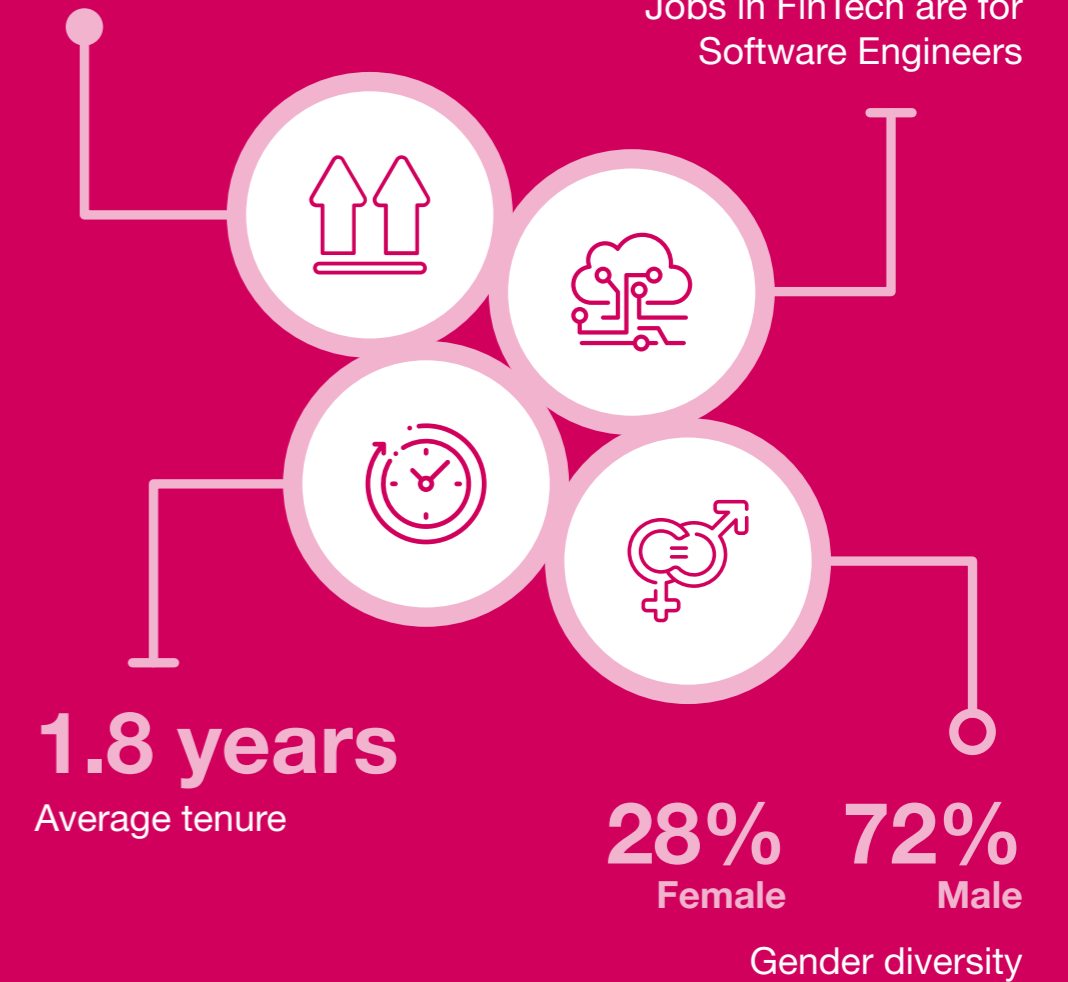 Jobs in FinTech are for
Software Engineers
1.8 years
Average tenure
28% 72%
Female Male
Gender diversity